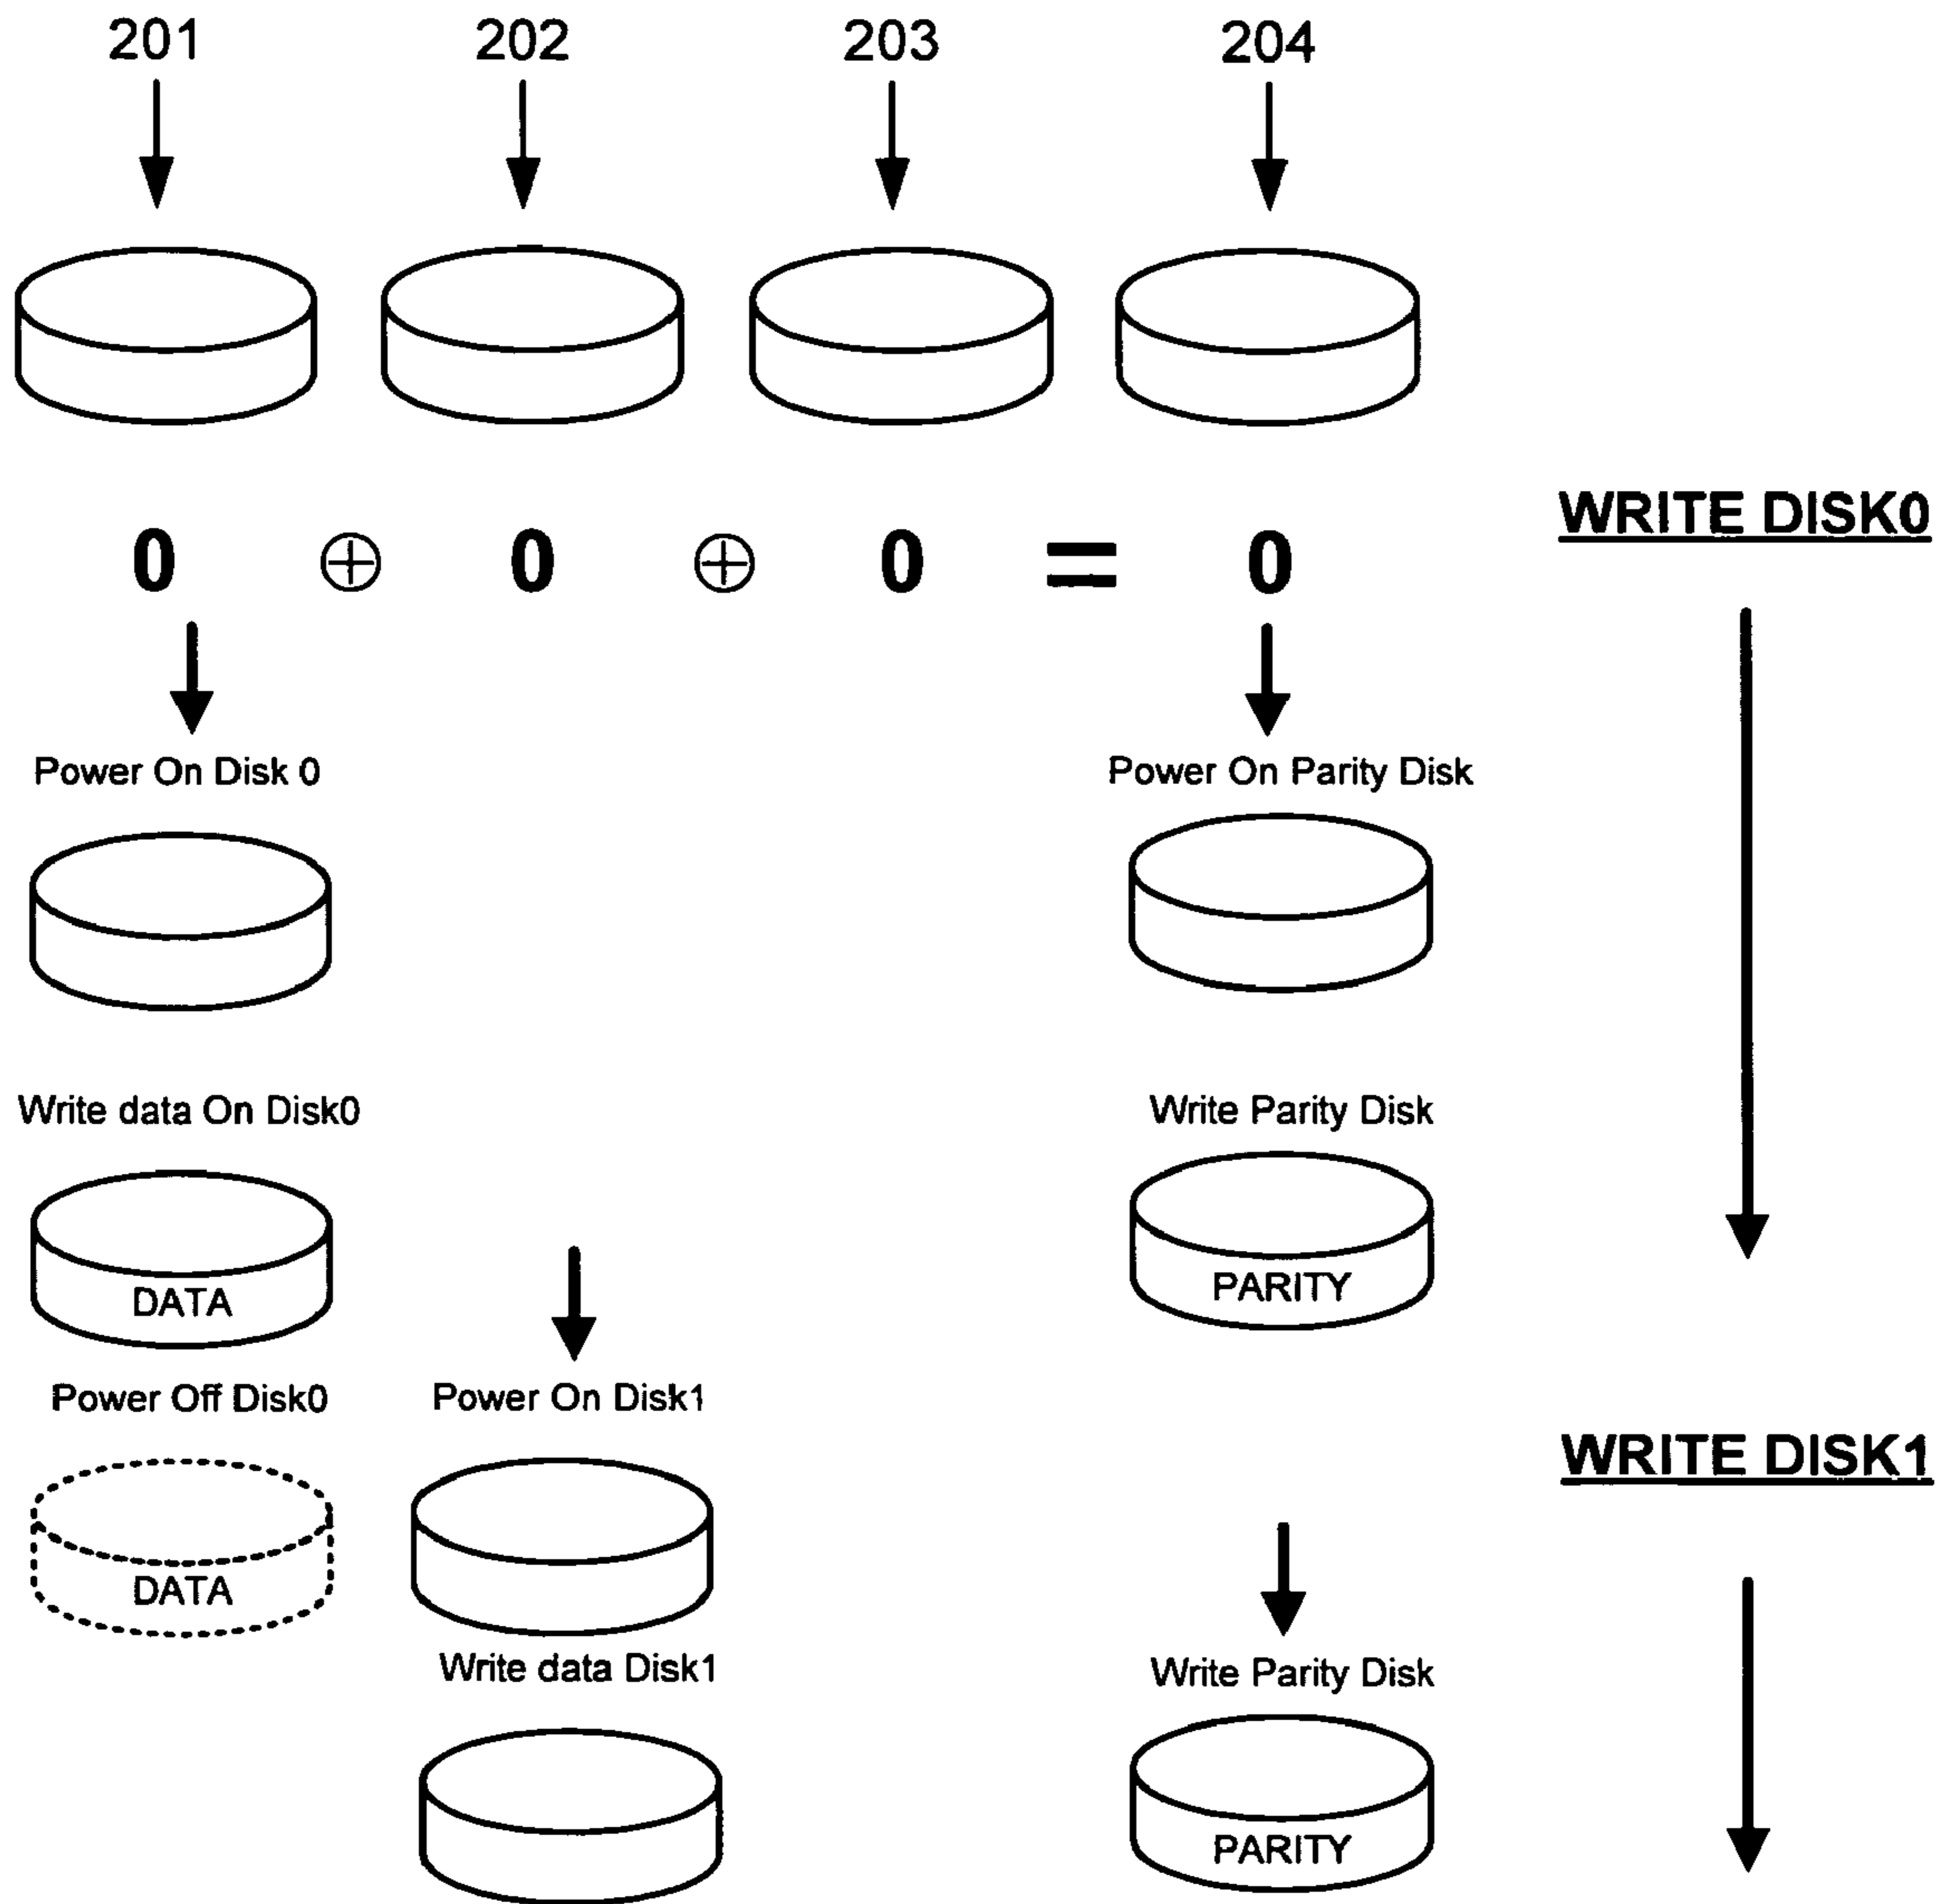 201 202 203 204
WRITE DISK0
0 ⊕ 0 ⊕ 0 = 0
Power On Disk 0 Power On Parity Disk
Write data On Disk0 Write Parity Disk
DATA PARITY
Power Off Disk0 Power On Disk1
WRITE DISK1
DATA
Write data Disk1 Write Parity Disk
PARITY